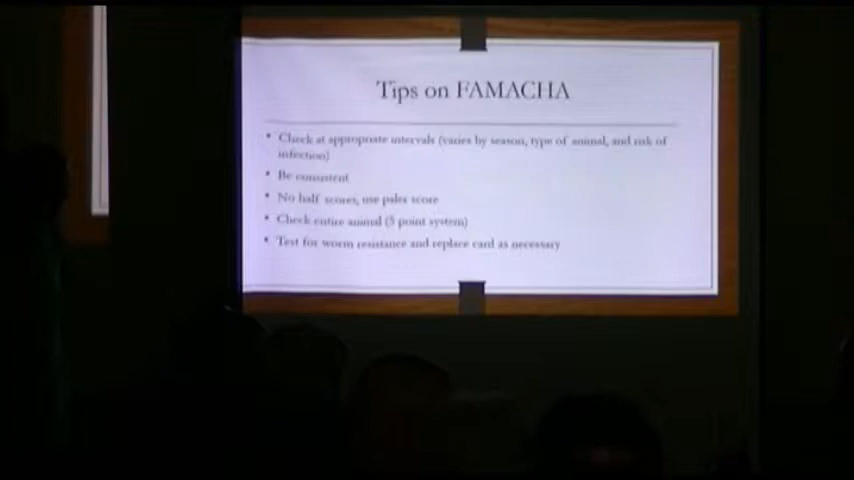 Tips on FAMACHA
• Check at appropriate intervals (varies by season, type of animal, and risk of
infection)
• Be consistent
• No half scores, use paler score
• Check entire animal (5 point system)
• Test for worm resistance and replace card as necessary